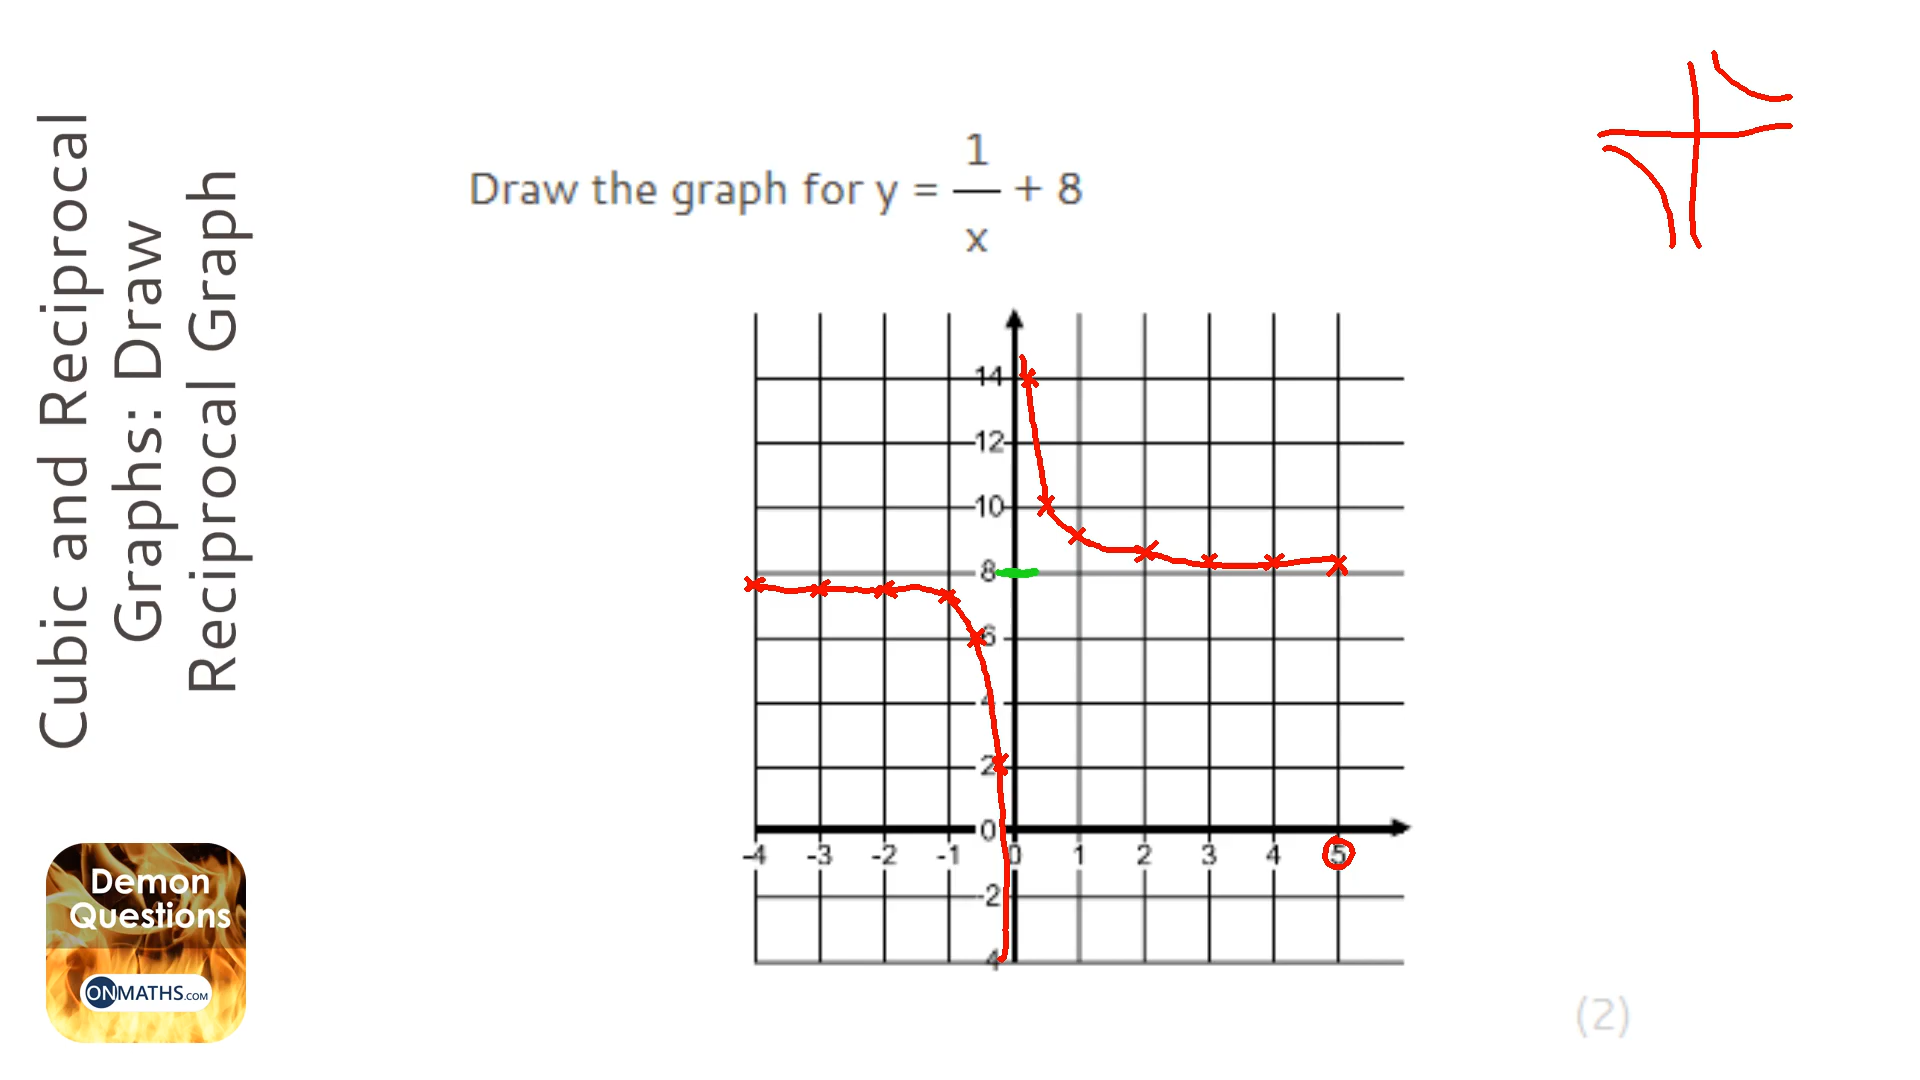 Cubic and Reciprocal
Graphs: Draw
Reciprocal Graph
Draw the graph for y = 1/x + 8
14
12
10
8
6
4
2
0
-4 -3 -2 -1 0 1 2 3 4 5
-2
4
(2)
Demon
Questions
ONMATHS.COM